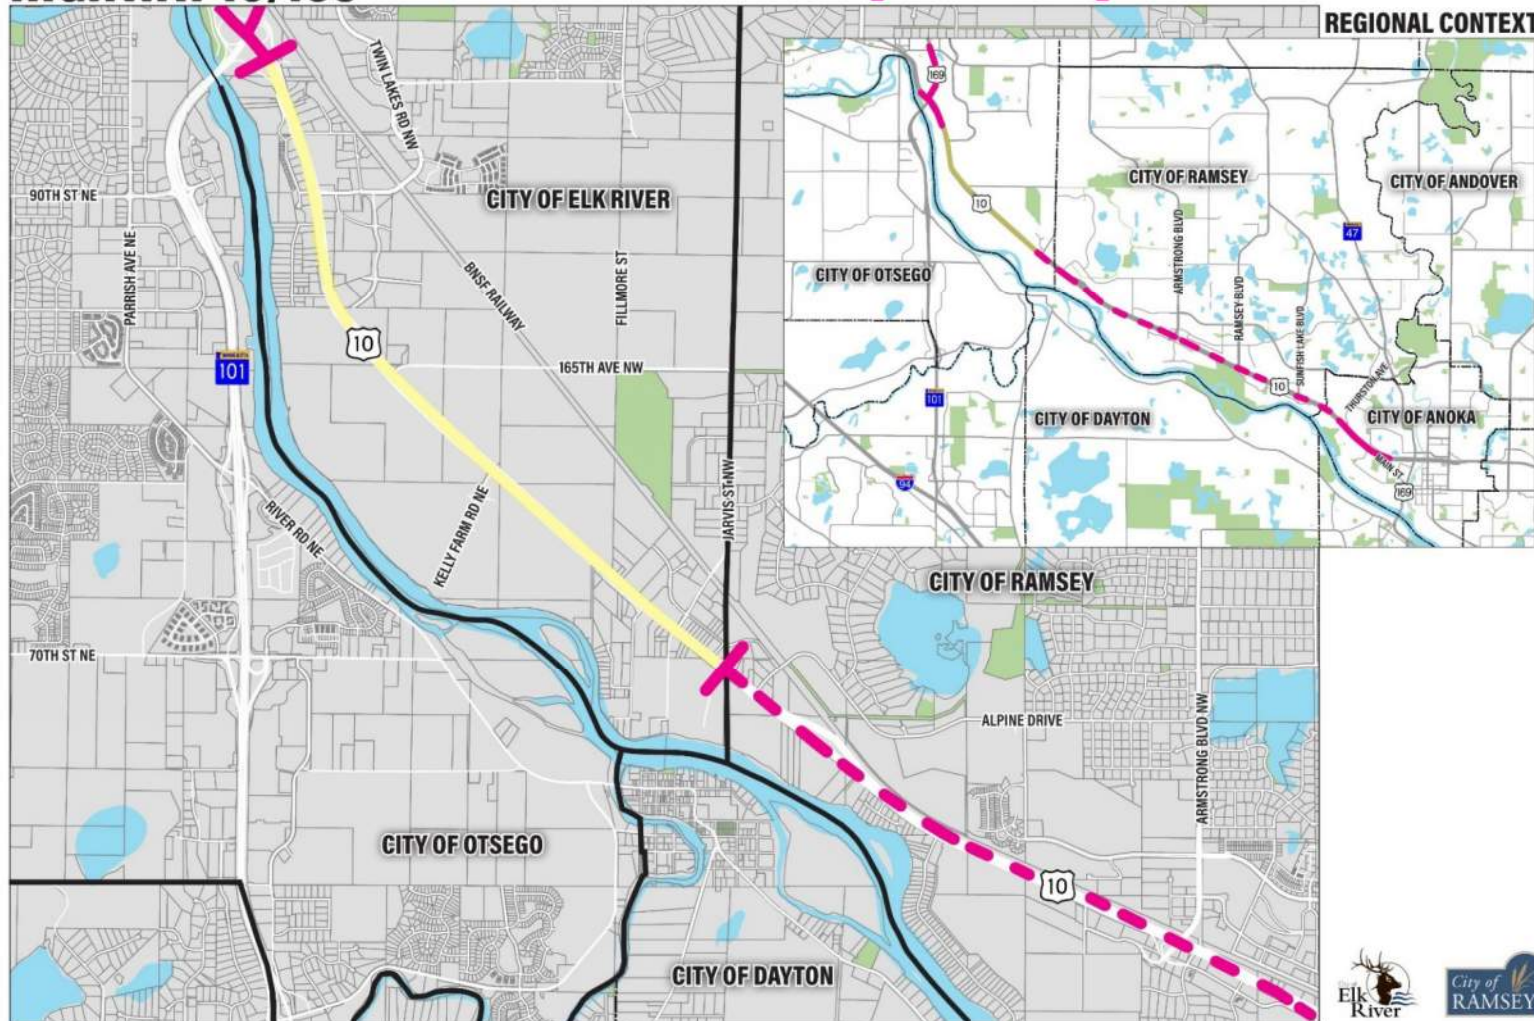 REGIONAL CONTEXT
TWIN LAKES RD NW
169
CITY OF RAMSEY
CITY OF ANDOVER
90TH ST NE
CITY OF ELK RIVER
10
ARMSTRONG BLVD
47
PARRISH AVE NE
BNSF RAILWAY
FILLMORE ST
CITY OF OTSEGO
RAMSEY BLVD
SUNFISH LAKE BLVD
10
101
165TH AVE NW
10
THURSTON AVE
101
CITY OF DAYTON
CITY OF ANOKA
MAIN ST
94
169
RIVER RD NE
KELLY FARM RD NE
JARVIS ST NW
CITY OF RAMSEY
70TH ST NE
ALPINE DRIVE
ARMSTRONG BLVD NW
CITY OF OTSEGO
10
CITY OF DAYTON
Elk
River
City of
RAMSEY